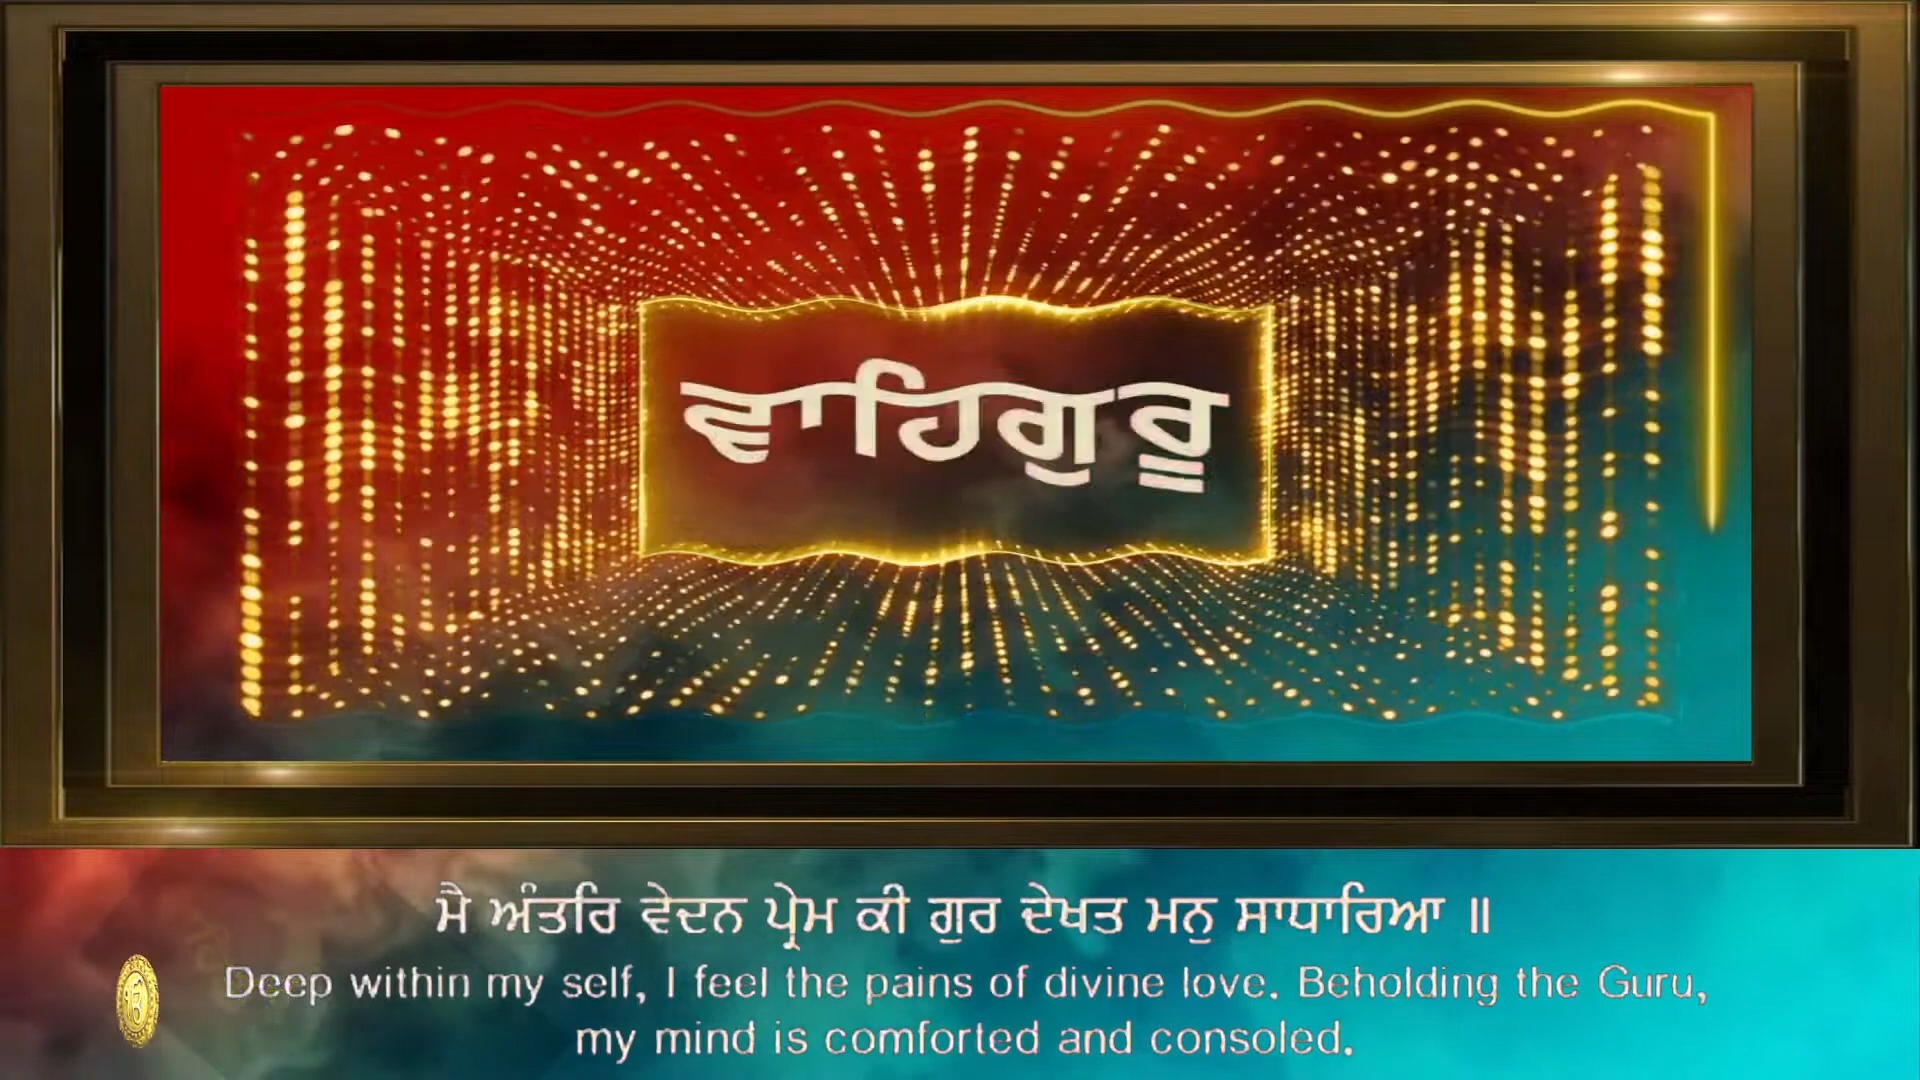 ਵਾਹਿਗੁਰੂ
ਮੈ ਅੰਤਰਿ ਵੇਦਨ ਪ੍ਰੇਮ ਕੀ ਗੁਰ ਦੇਖਤ ਮਨੁ ਸਾਧਾਰਿਆ ॥
Deep within my self, I feel the pains of divine love. Beholding the Guru,
my mind is comforted and consoled.